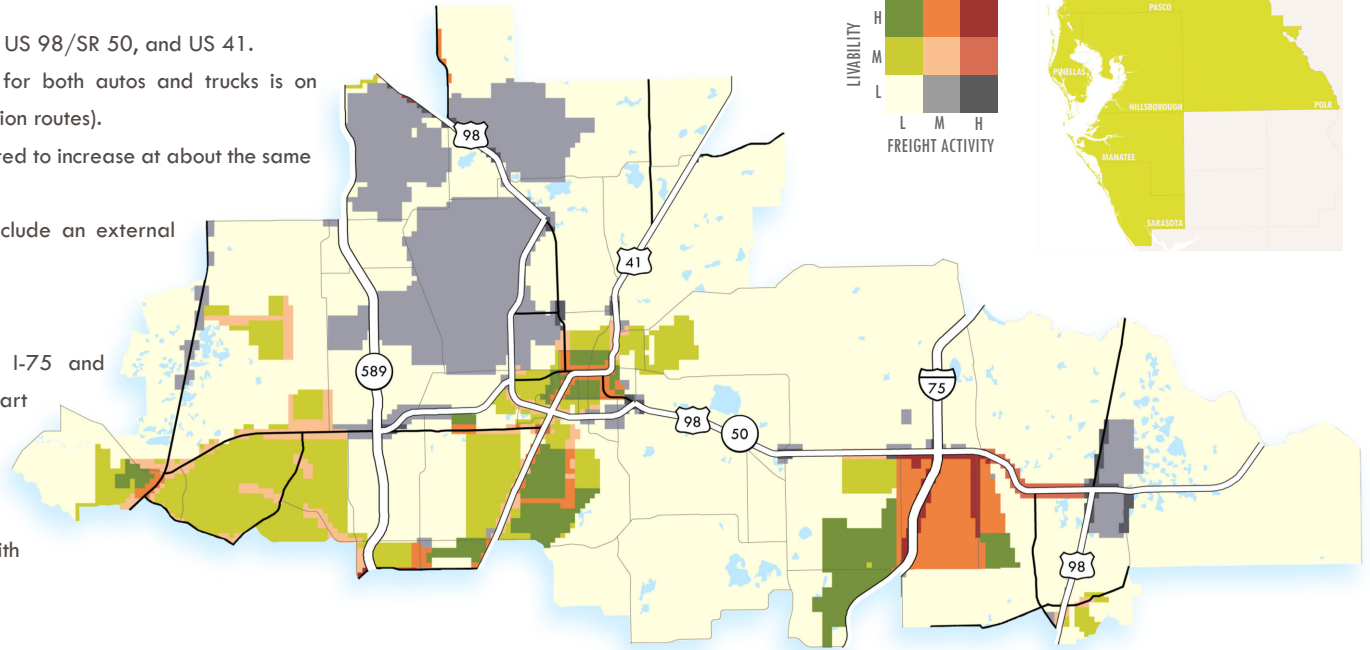 US 98/SR 50, and US 41.
for both autos and trucks is on
ion routes).
ed to increase at about the same
clude an external
I-75 and
art
ith
LIVABILITY
H
M
L
L M H
FREIGHT ACTIVITY
PASCO
PINELLAS
HILLSBOROUGH
POLK
MANATEE
SARASOTA
98
41
589
75
98
50
98